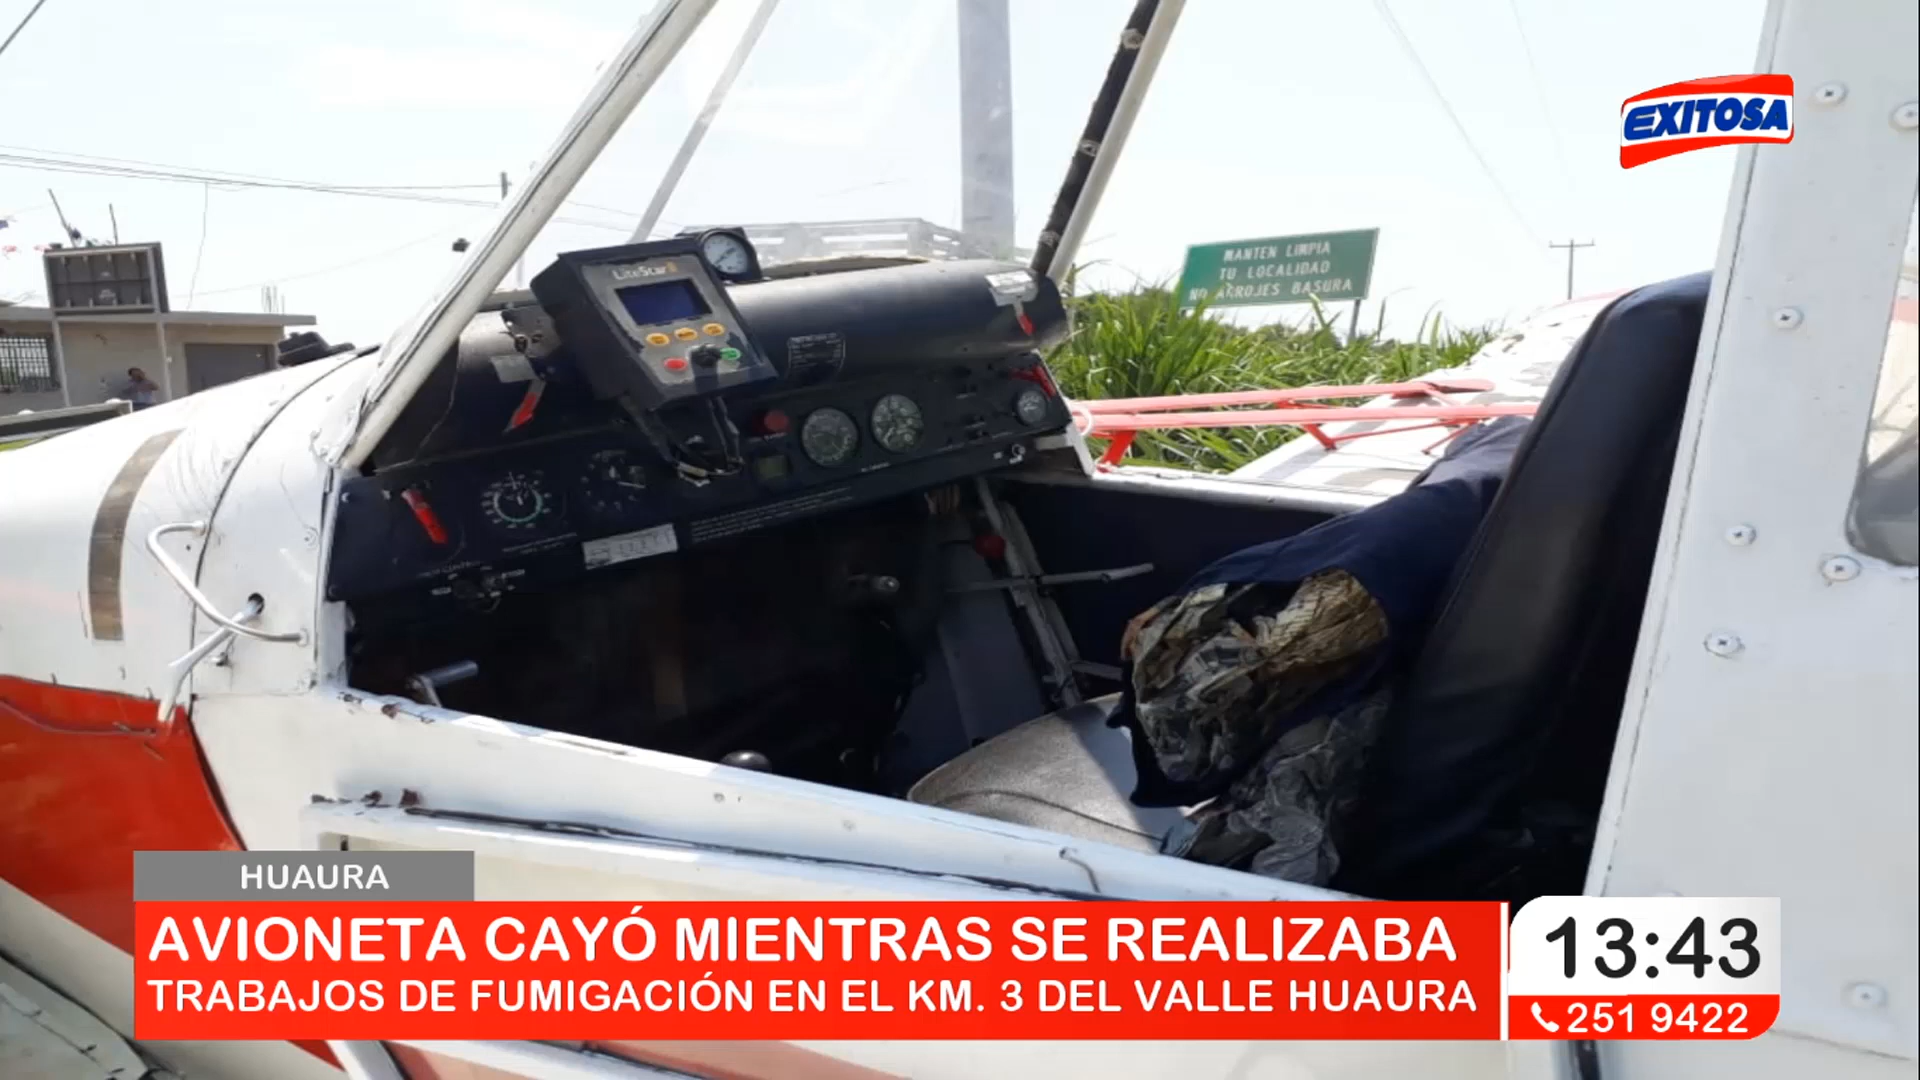 EXITOSA
LiteStar
MANTEN LIMPIA
TU LOCALIDAD
NO ARROJES BASURA
HUAURA
AVIONETA CAYÓ MIENTRAS SE REALIZABA
TRABAJOS DE FUMIGACIÓN EN EL KM. 3 DEL VALLE HUAURA
13:43
251 9422